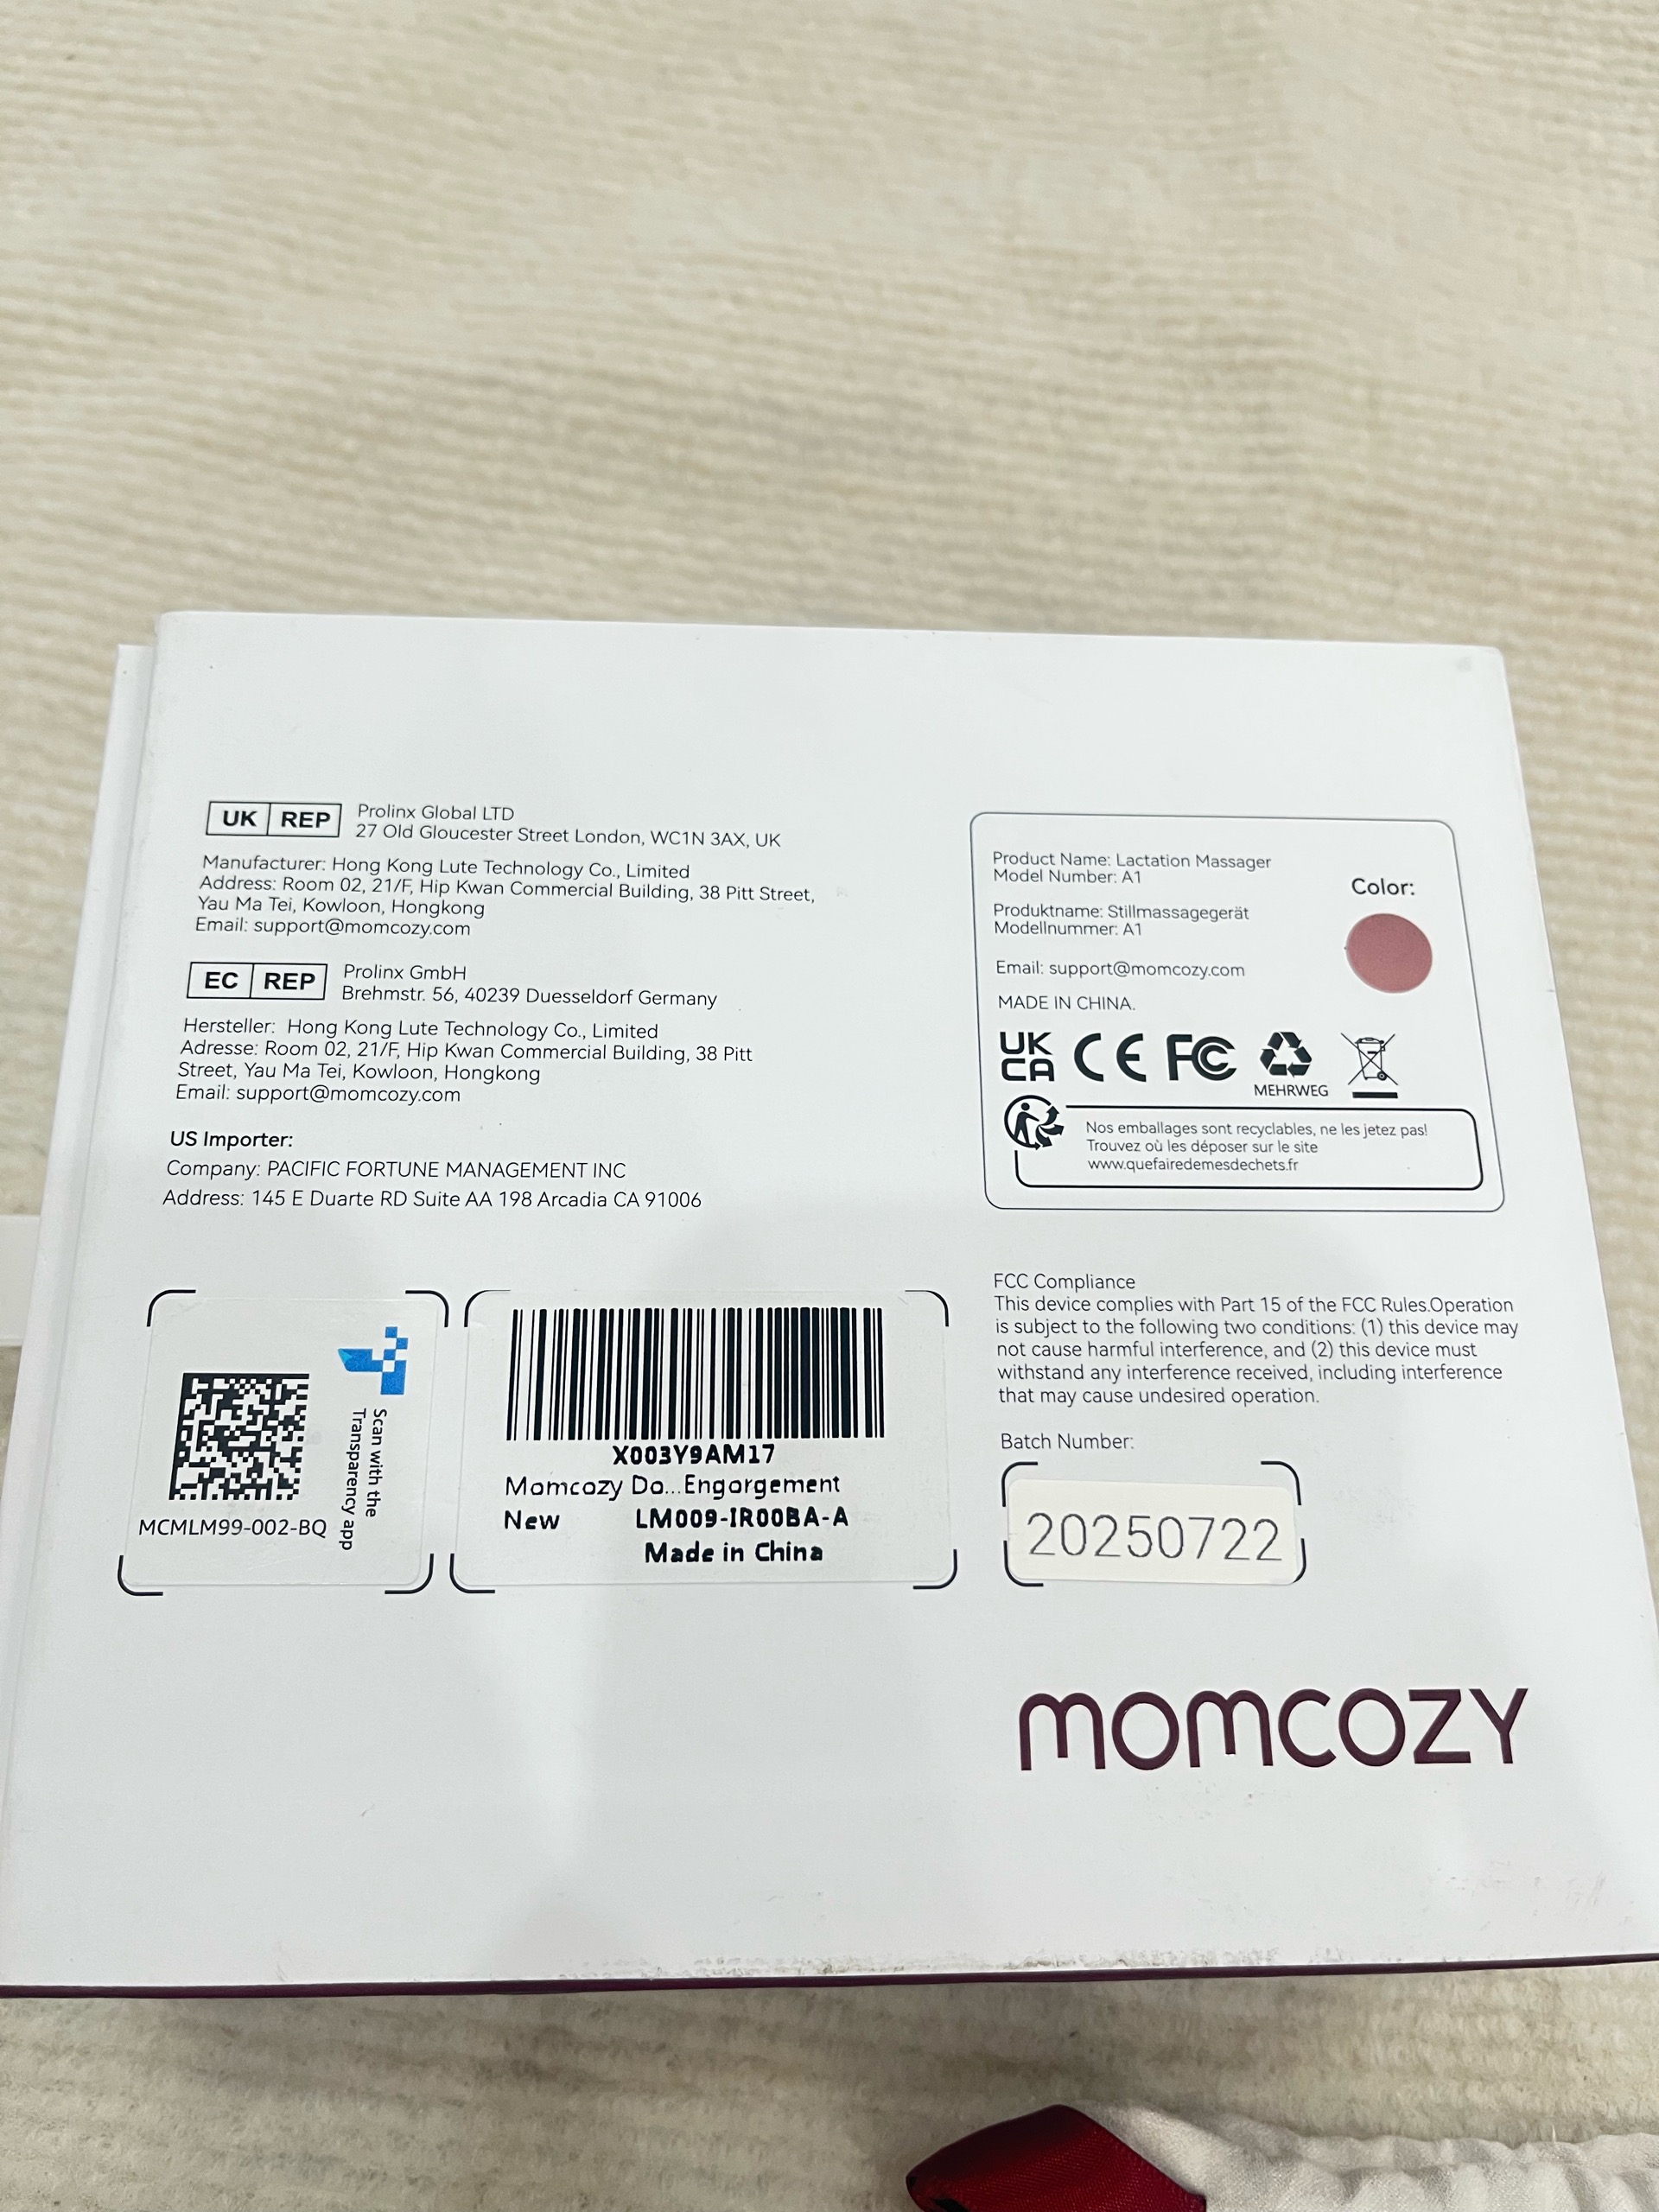 UK REP
Prolinx Global LTD
27 Old Gloucester Street London, WC1N 3AX, UK
Manufacturer: Hong Kong Lute Technology Co., Limited
Address: Room 02, 21/F, Hip Kwan Commercial Building, 38 Pitt Street,
Yau Ma Tei, Kowloon, Hongkong
Email: support@momcozy.com
EC REP
Prolinx GmbH
Brehmstr. 56, 40239 Duesseldorf Germany
Hersteller: Hong Kong Lute Technology Co., Limited
Adresse: Room 02, 21/F, Hip Kwan Commercial Building, 38 Pitt
Street, Yau Ma Tei, Kowloon, Hongkong
Email: support@momcozy.com
US Importer:
Company: PACIFIC FORTUNE MANAGEMENT INC
Address: 145 E Duarte RD Suite AA 198 Arcadia CA 91006
Product Name: Lactation Massager
Model Number: A1
Produktname: Stillmassagegerät
Modellnummer: A1
Email: support@momcozy.com
MADE IN CHINA.
Color:
UK
CA
CE
FC
MEHRWEG
Nos emballages sont recyclables, ne les jetez pas!
Trouvez où les déposer sur le site
www.quefairedemesdechets.fr
Scan with the
Transparency app
MCMLM99-002-BQ
X003Y9AM17
Momcozy Do...Engorgement
New LM009-IR00BA-A
Made in China
FCC Compliance
This device complies with Part 15 of the FCC Rules.Operation
is subject to the following two conditions: (1) this device may
not cause harmful interference, and (2) this device must
withstand any interference received, including interference
that may cause undesired operation.
Batch Number:
20250722
momcozy